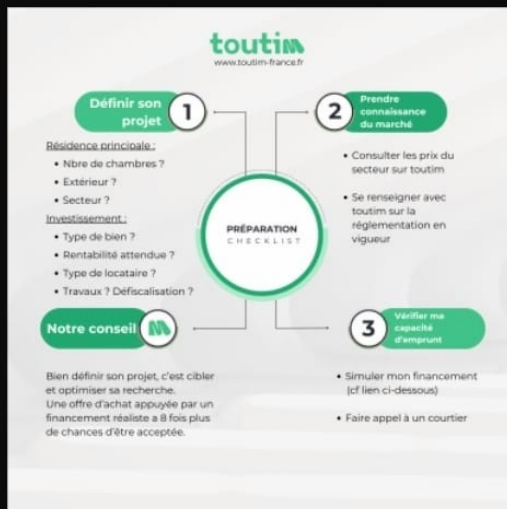 toutim
www.toutim-france.fr
Définir son
projet
1
Résidence principale :
• Nbre de chambres ?
• Extérieur ?
• Secteur ?
Investissement :
• Type de bien ?
• Rentabilité attendue ?
• Type de locataire ?
• Travaux ? Défiscalisation ?
2
Prendre
connaissance
du marché
• Consulter les prix du
secteur sur toutim
• Se renseigner avec
toutim sur la
réglementation en
vigueur
PRÉPARATION
CHECKLIST
Notre conseil
Bien définir son projet, c'est cibler
et optimiser sa recherche.
Une offre d'achat appuyée par un
financement réaliste a 8 fois plus
de chances d'être acceptée.
3
Vérifier ma
capacité
d'emprunt
• Simuler mon financement
(cf lien ci-dessous)
• Faire appel à un courtier